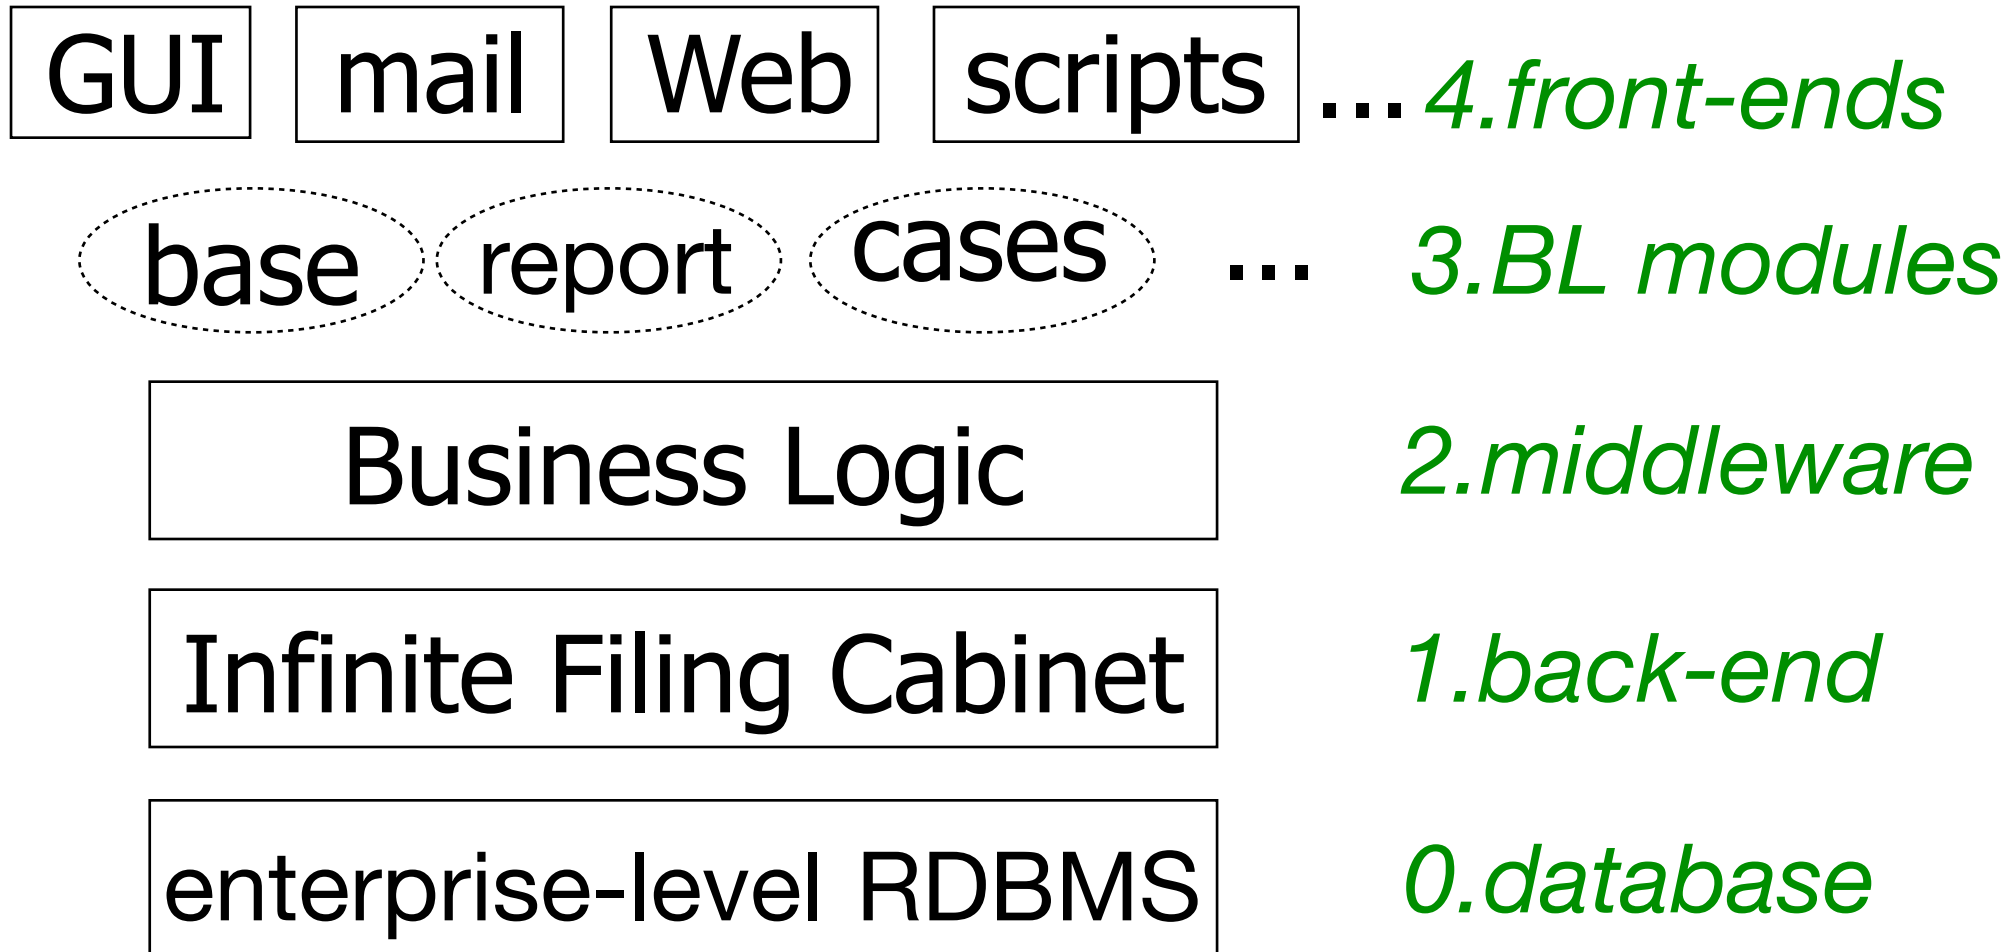 GUI mail Web scripts ... 4.front-ends
base report cases ... 3.BL modules
Business Logic 2.middleware
Infinite Filing Cabinet 1.back-end
enterprise-level RDBMS 0.database